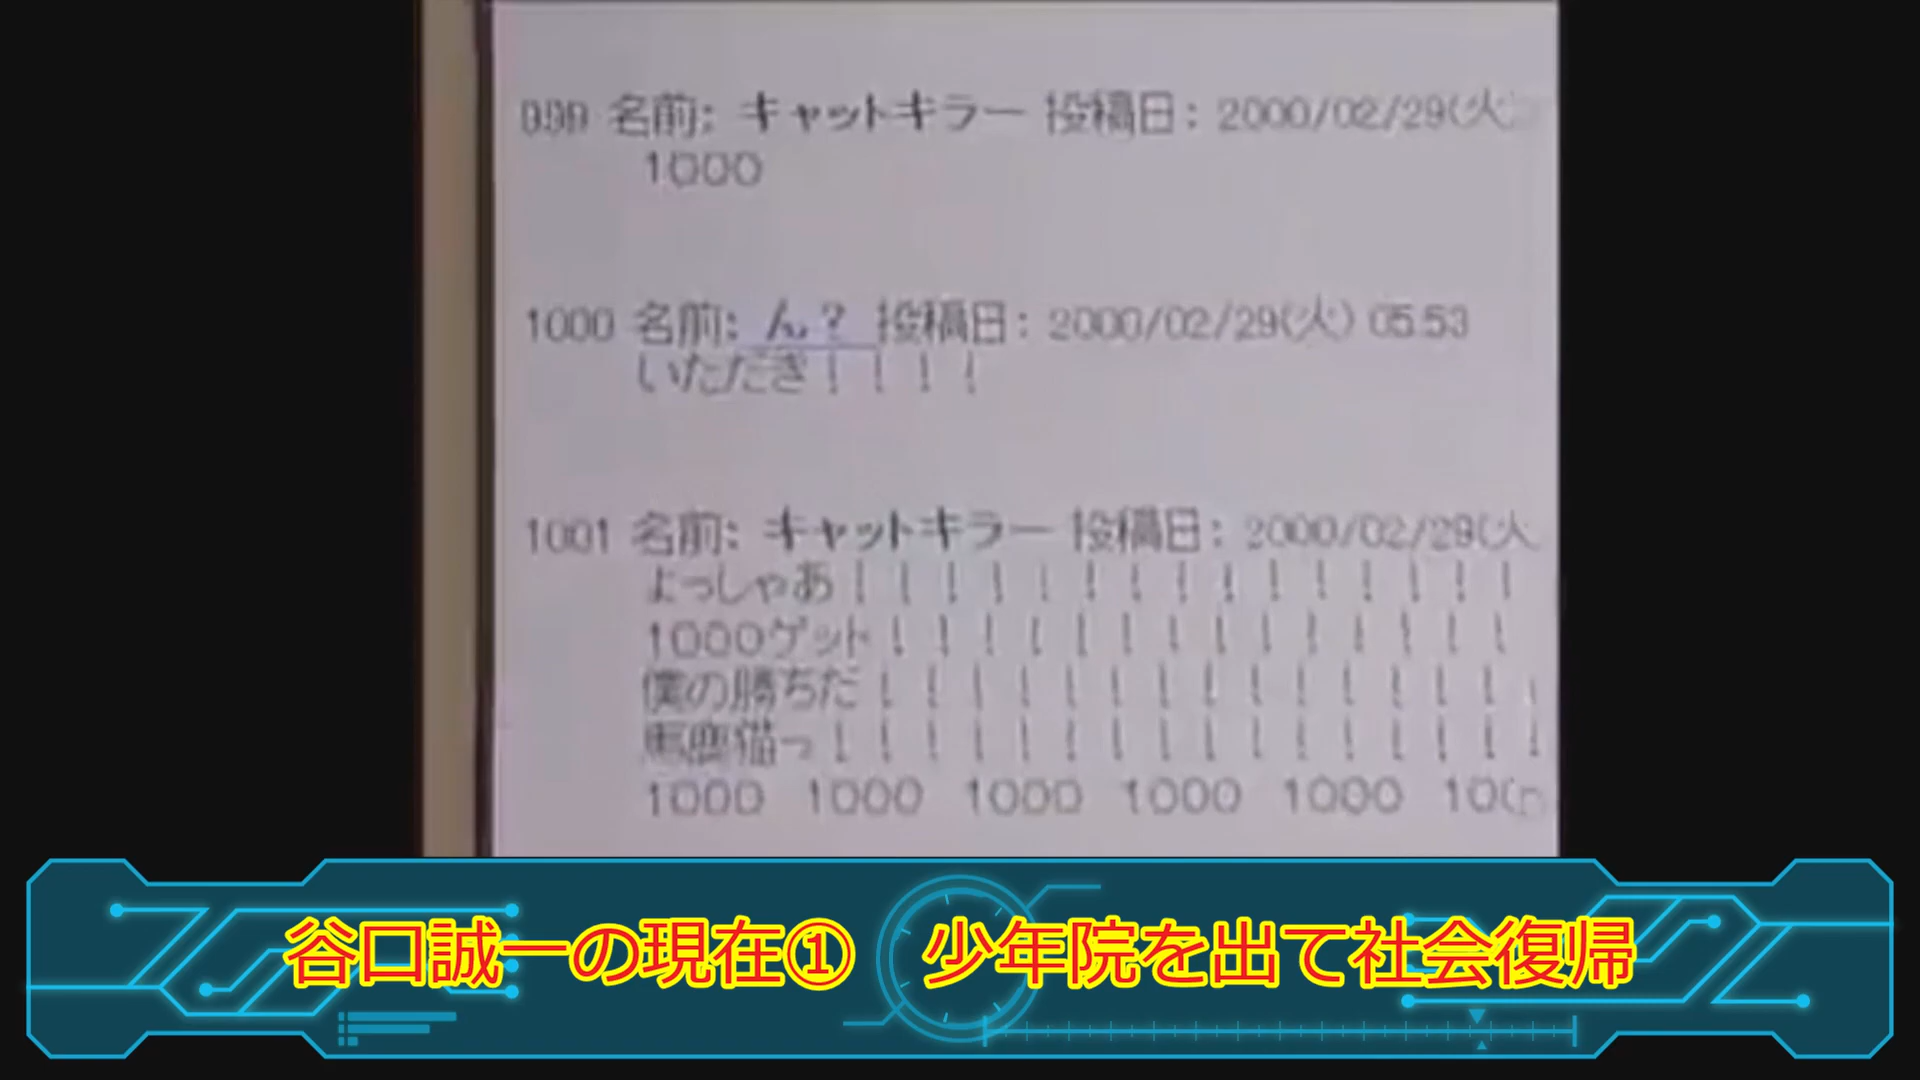 999 名前: キャットキラー 投稿日: 2000/02/29(火
1000
1000 名前: ん? 投稿日: 2000/02/29(火) 05:53
いただき!!!!
1001 名前: キャットキラー 投稿日: 2000/02/29(火
よっしゃあ!!!!!!!!!!!!!!!
1000ゲット!!!!!!!!!!!!!!
僕の勝ちだ!!!!!!!!!!!!!!!
馬鹿猫っ!!!!!!!!!!!!!!!!
1000 1000 1000 1000 1000
谷口誠一の現在① 少年院を出て社会復帰